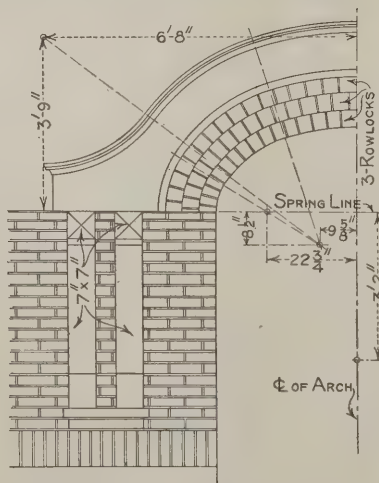 6'8"
3'9"
3-ROWLOCKS
SPRING LINE
8½"
9⅝"
22¾"
3'2"
7"x7"
℄ OF ARCH